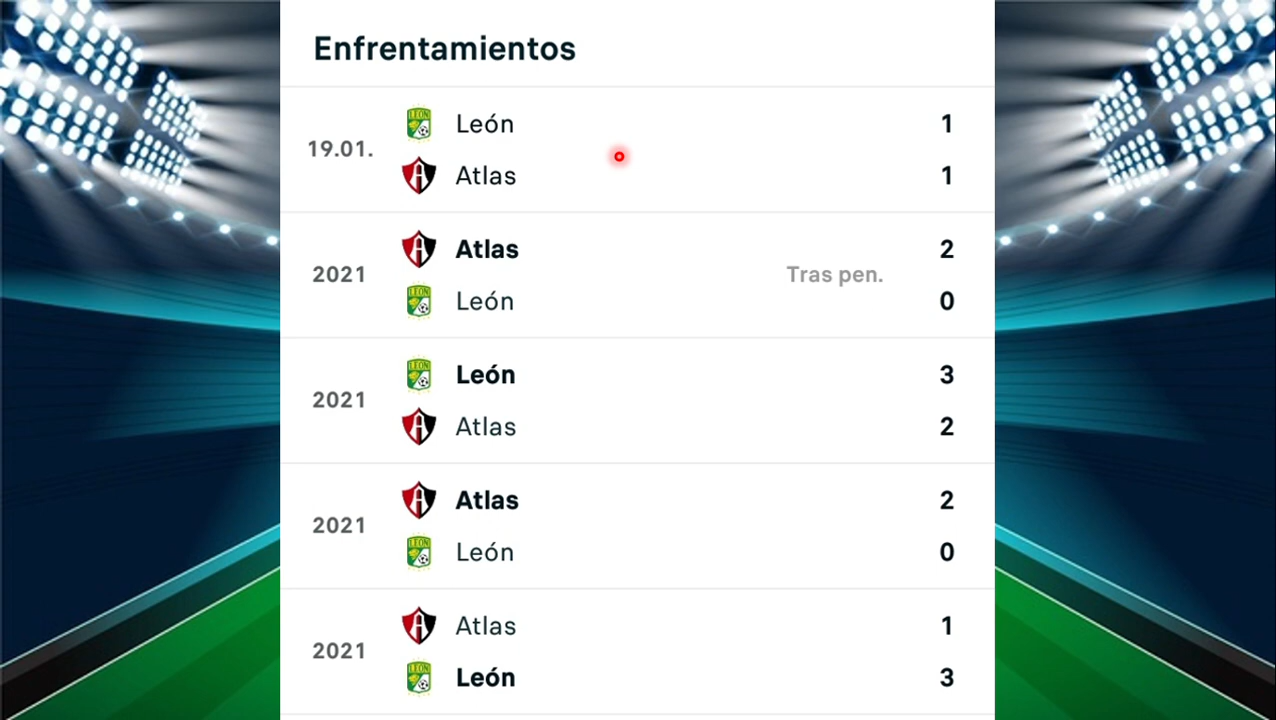 Enfrentamientos
19.01.
León 1
Atlas 1
2021
Atlas 2
Tras pen.
León 0
2021
León 3
Atlas 2
2021
Atlas 2
León 0
2021
Atlas 1
León 3